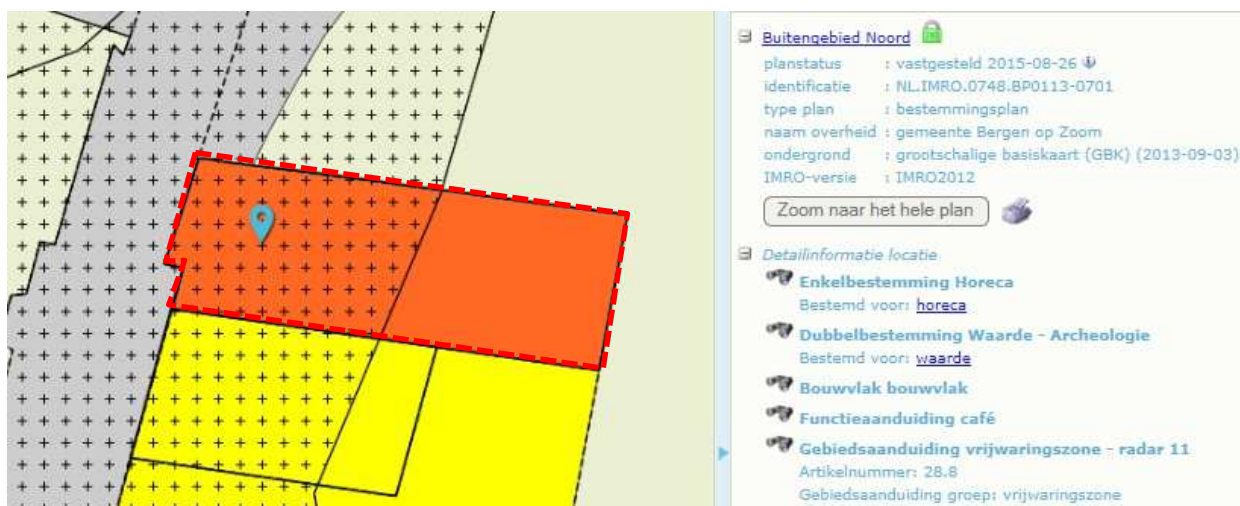 Buitengebied Noord
planstatus : vastgesteld 2015-08-26
identificatie : NL.IMRO.0748.BP0113-0701
type plan : bestemmingsplan
naam overheid : gemeente Bergen op Zoom
ondergrond : grootschalige basiskaart (GBK) (2013-09-03)
IMRO-versie : IMRO2012
Zoom naar het hele plan
Detailinformatie locatie
Enkelbestemming Horeca
Bestemd voor: horeca
Dubbelbestemming Waarde - Archeologie
Bestemd voor: waarde
Bouwvlak bouwvlak
Functieaanduiding café
Gebiedsaanduiding vrijwaringszone - radar 11
Artikelnummer: 28.8
Gebiedsaanduiding groep: vrijwaringszone